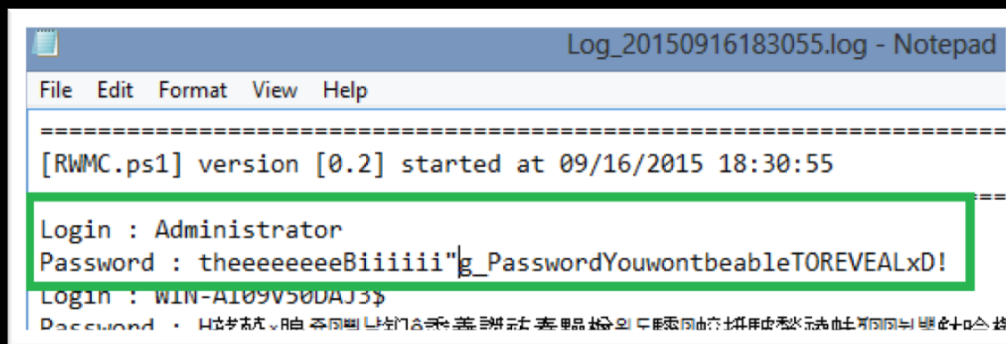 Log_20150916183055.log - Notepad
File Edit Format View Help
[RWMC.ps1] version [0.2] started at 09/16/2015 18:30:55
Login : Administrator
Password : theeeeeeeeBiiiiii"g_PasswordYouwontbeableTOREVEALxD!
Login : WIN-AI09V50DAJ3$
Password :